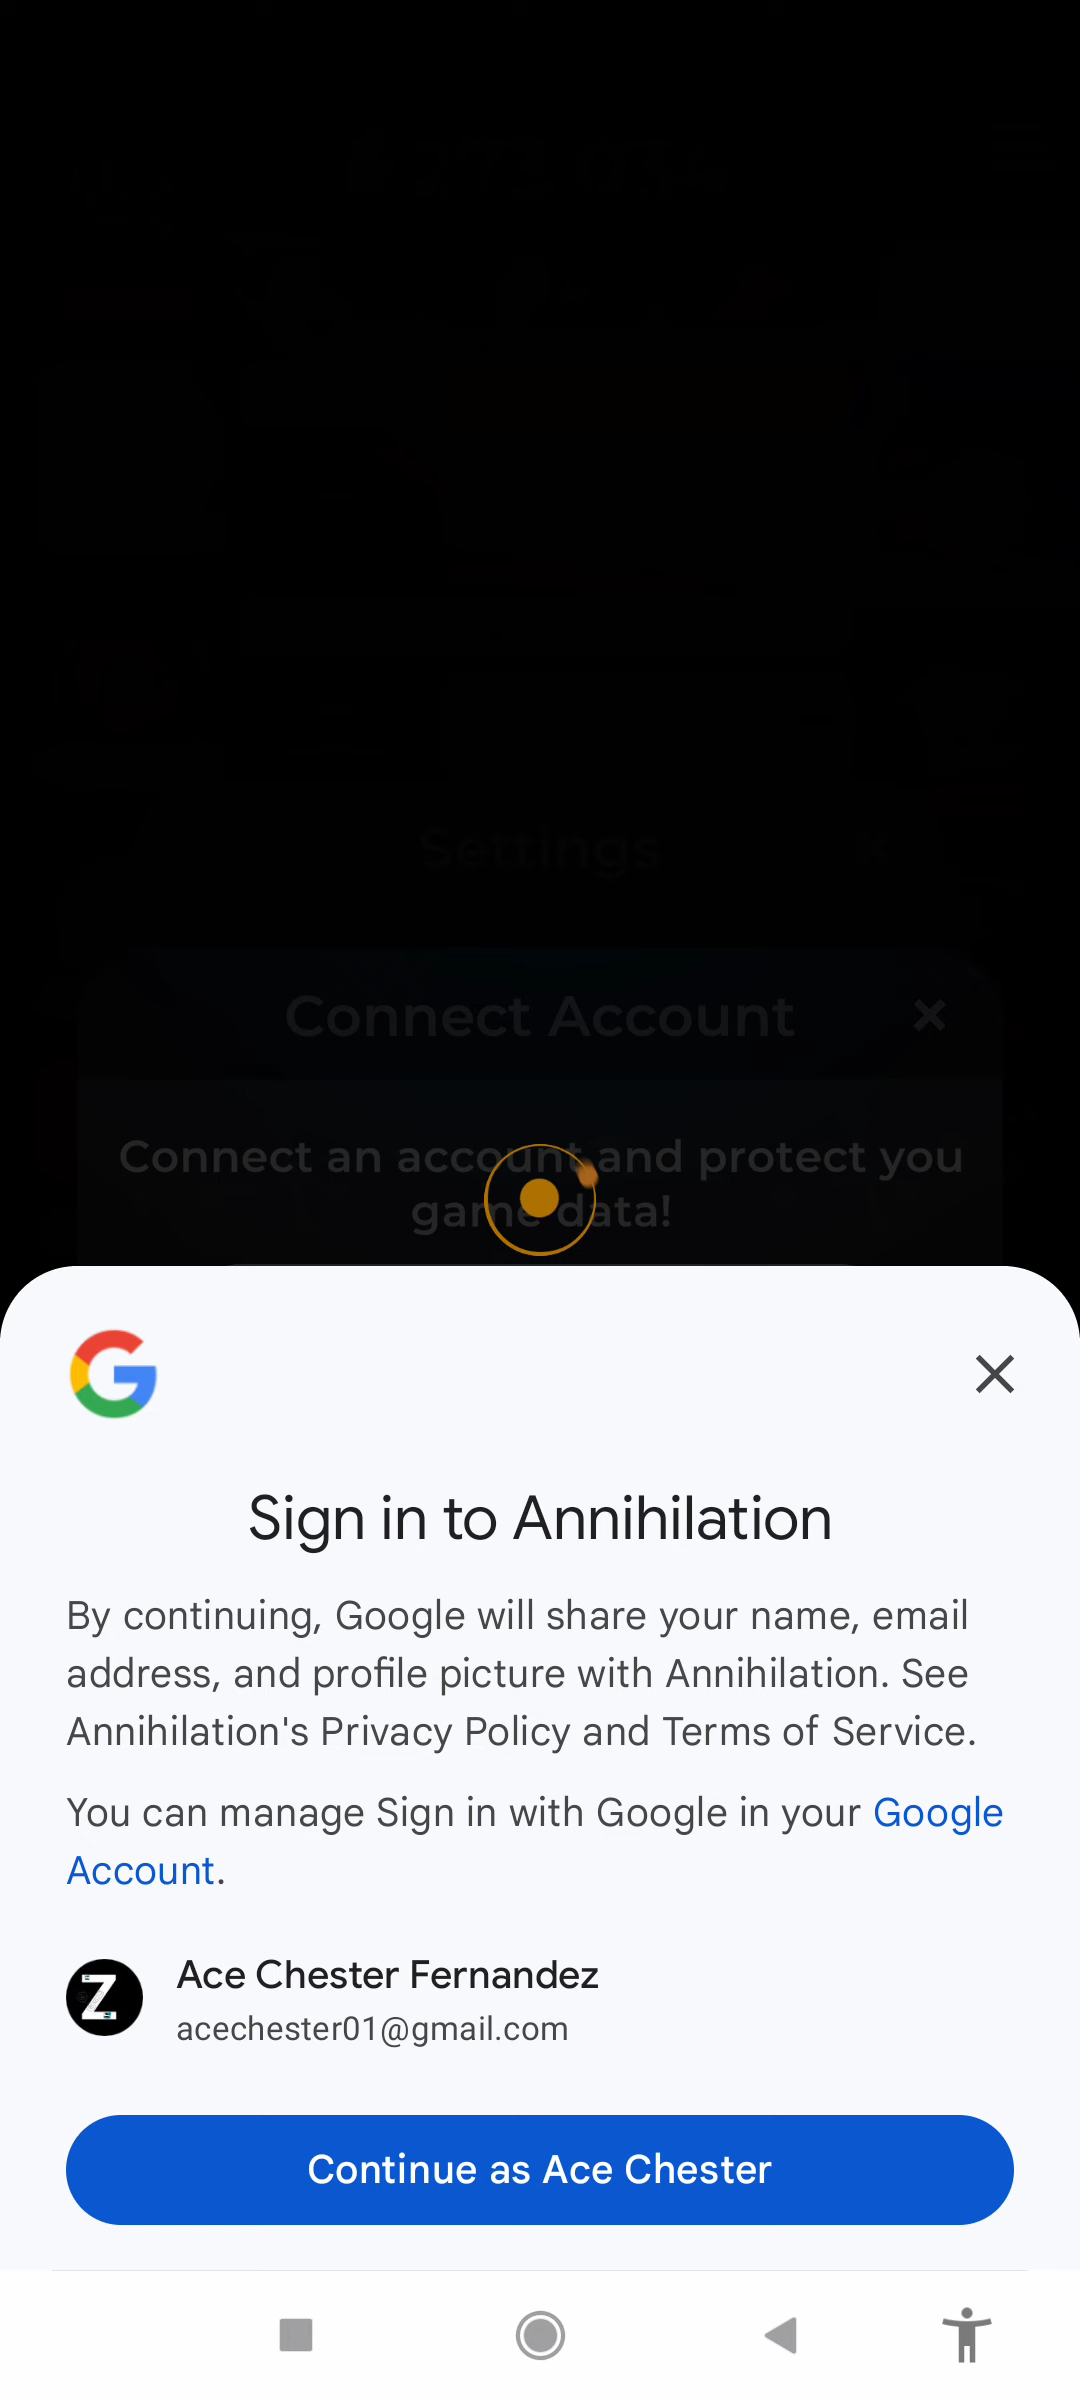 Settings
Connect Account
Connect an account and protect you
game data!
Sign in to Annihilation
By continuing, Google will share your name, email
address, and profile picture with Annihilation. See
Annihilation's Privacy Policy and Terms of Service.
You can manage Sign in with Google in your Google
Account.
Z
Ace Chester Fernandez
acechester01@gmail.com
Continue as Ace Chester